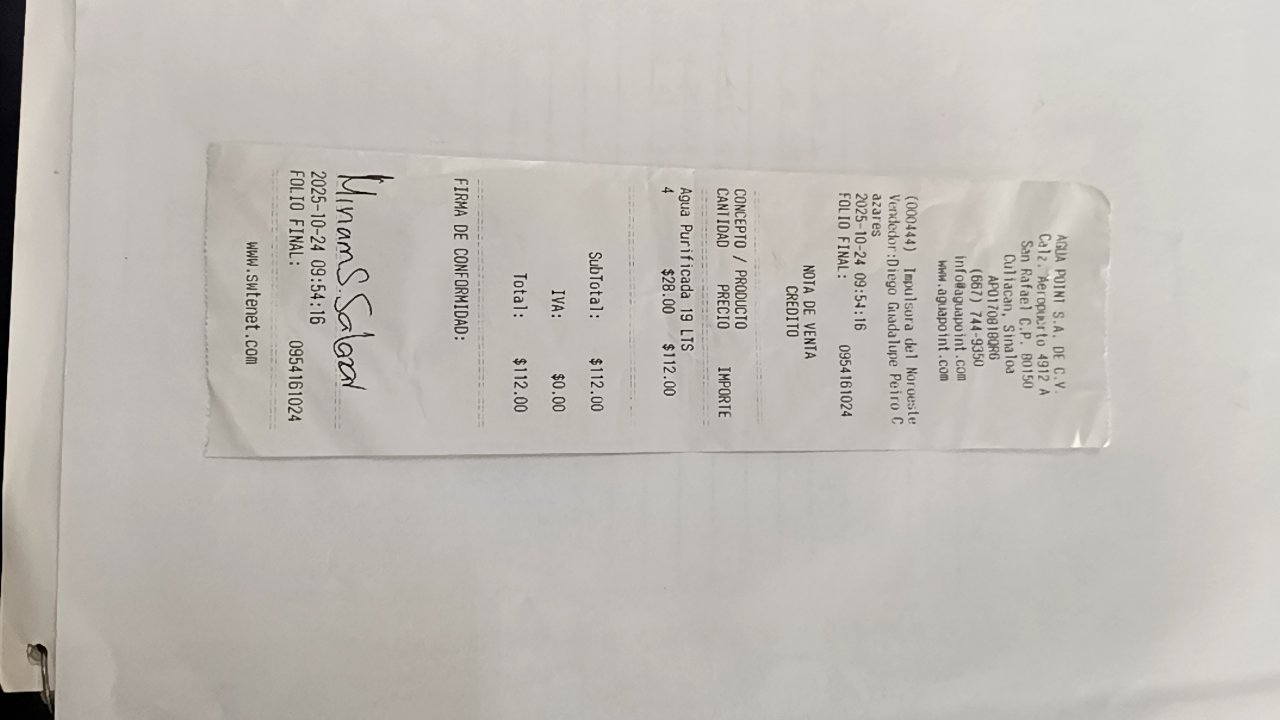 AGUA POINT S.A. DE C.V.
Calz. Aeropuerto 4912 A
San Rafael C.P. 80150
Culiacan, Sinaloa
APO170818QR6
(667) 744-9350
info@aguapoint.com
www.aguapoint.com
(000444) Impulsora del Noroeste
Vendedor:Diego Guadalupe Peiro C
azares
2025-10-24 09:54:16
FOLIO FINAL: 0954161024
NOTA DE VENTA
CREDITO
CONCEPTO / PRODUCTO
CANTIDAD PRECIO IMPORTE
Agua Purificada 19 LTS
4 $28.00 $112.00
SubTotal: $112.00
IVA: $0.00
Total: $112.00
FIRMA DE CONFORMIDAD:
2025-10-24 09:54:16
FOLIO FINAL: 0954161024
www.swtenet.com